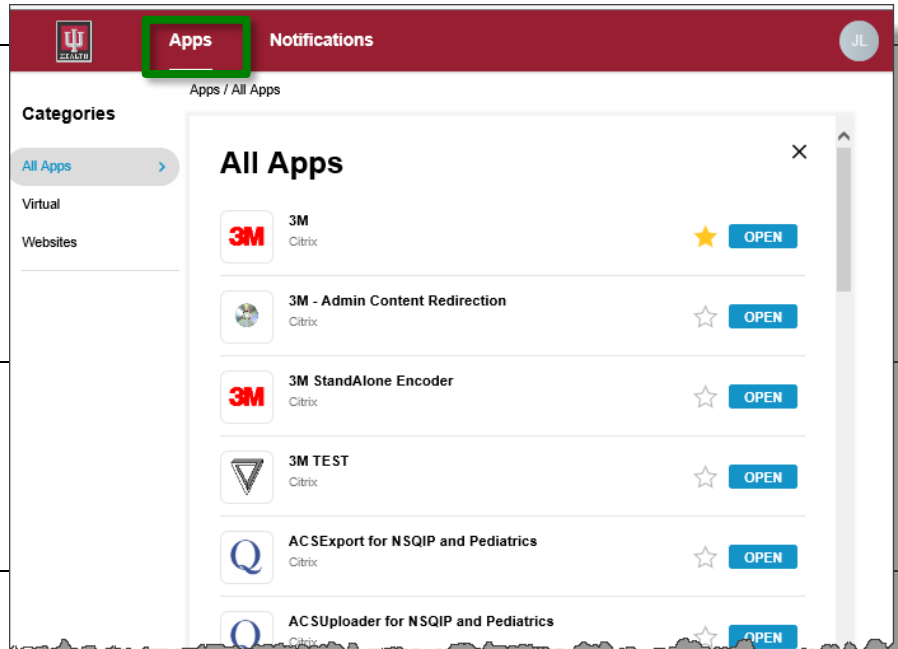 HEALTH
Apps
Notifications
JL
Categories
Apps / All Apps
All Apps
Virtual
Websites
All Apps
3M
3M
Citrix
OPEN
3M - Admin Content Redirection
Citrix
OPEN
3M
3M StandAlone Encoder
Citrix
OPEN
3M TEST
Citrix
OPEN
Q
ACSExport for NSQIP and Pediatrics
Citrix
OPEN
Q
ACSUploader for NSQIP and Pediatrics
Citrix
OPEN